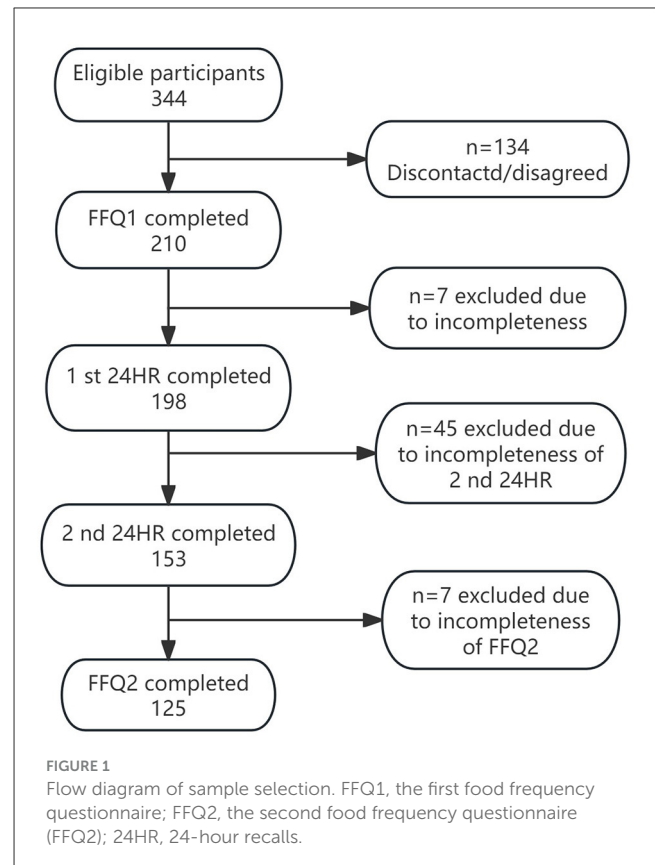 Eligible participants
344
n=134
Discontactd/disagreed
FFQ1 completed
210
n=7 excluded due
to incompleteness
1 st 24HR completed
198
n=45 excluded due
to incompleteness of
2 nd 24HR
2 nd 24HR completed
153
n=7 excluded due
to incompleteness
of FFQ2
FFQ2 completed
125
FIGURE 1
Flow diagram of sample selection. FFQ1, the first food frequency
questionnaire; FFQ2, the second food frequency questionnaire
(FFQ2); 24HR, 24-hour recalls.